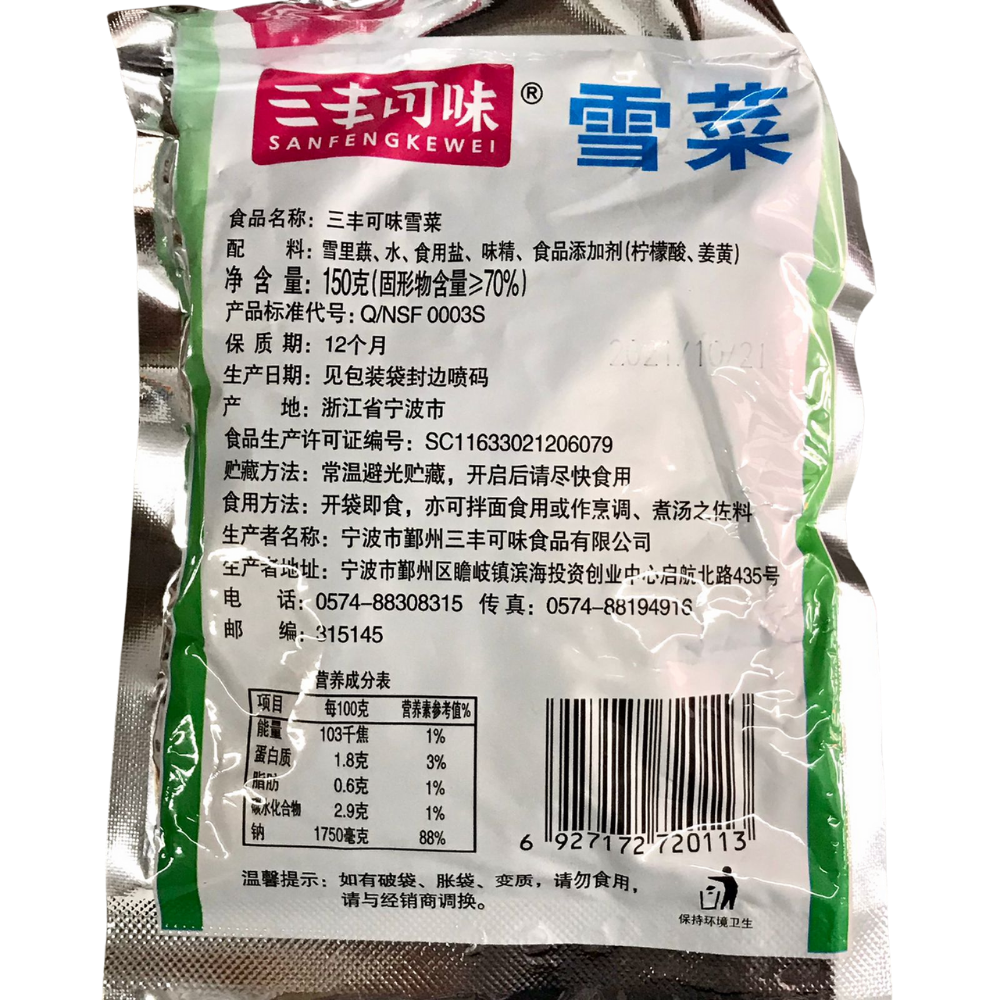 三丰可味® 雪菜
SANFENGKEWEI
食品名称：三丰可味雪菜
配 料：雪里蕻、水、食用盐、味精、食品添加剂(柠檬酸、姜黄)
净含量：150克(固形物含量≥70%)
产品标准代号：Q/NSF 0003S
保质期：12个月
2021/10/21
生产日期：见包装袋封边喷码
产 地：浙江省宁波市
食品生产许可证编号：SC11633021206079
贮藏方法：常温避光贮藏，开启后请尽快食用
食用方法：开袋即食，亦可拌面食用或作烹调、煮汤之佐料
生产者名称：宁波市鄞州三丰可味食品有限公司
生产者地址：宁波市鄞州区瞻岐镇滨海投资创业中心启航北路435号
电 话：0574-88308315 传真：0574-88194916
邮 编：315145
营养成分表
项目 每100克 营养素参考值%
能量 103千焦 1%
蛋白质 1.8克 3%
脂肪 0.6克 1%
碳水化合物 2.9克 1%
钠 1750毫克 88%
6 927172 720113
温馨提示：如有破袋、胀袋、变质，请勿食用，
请与经销商调换。
保持环境卫生